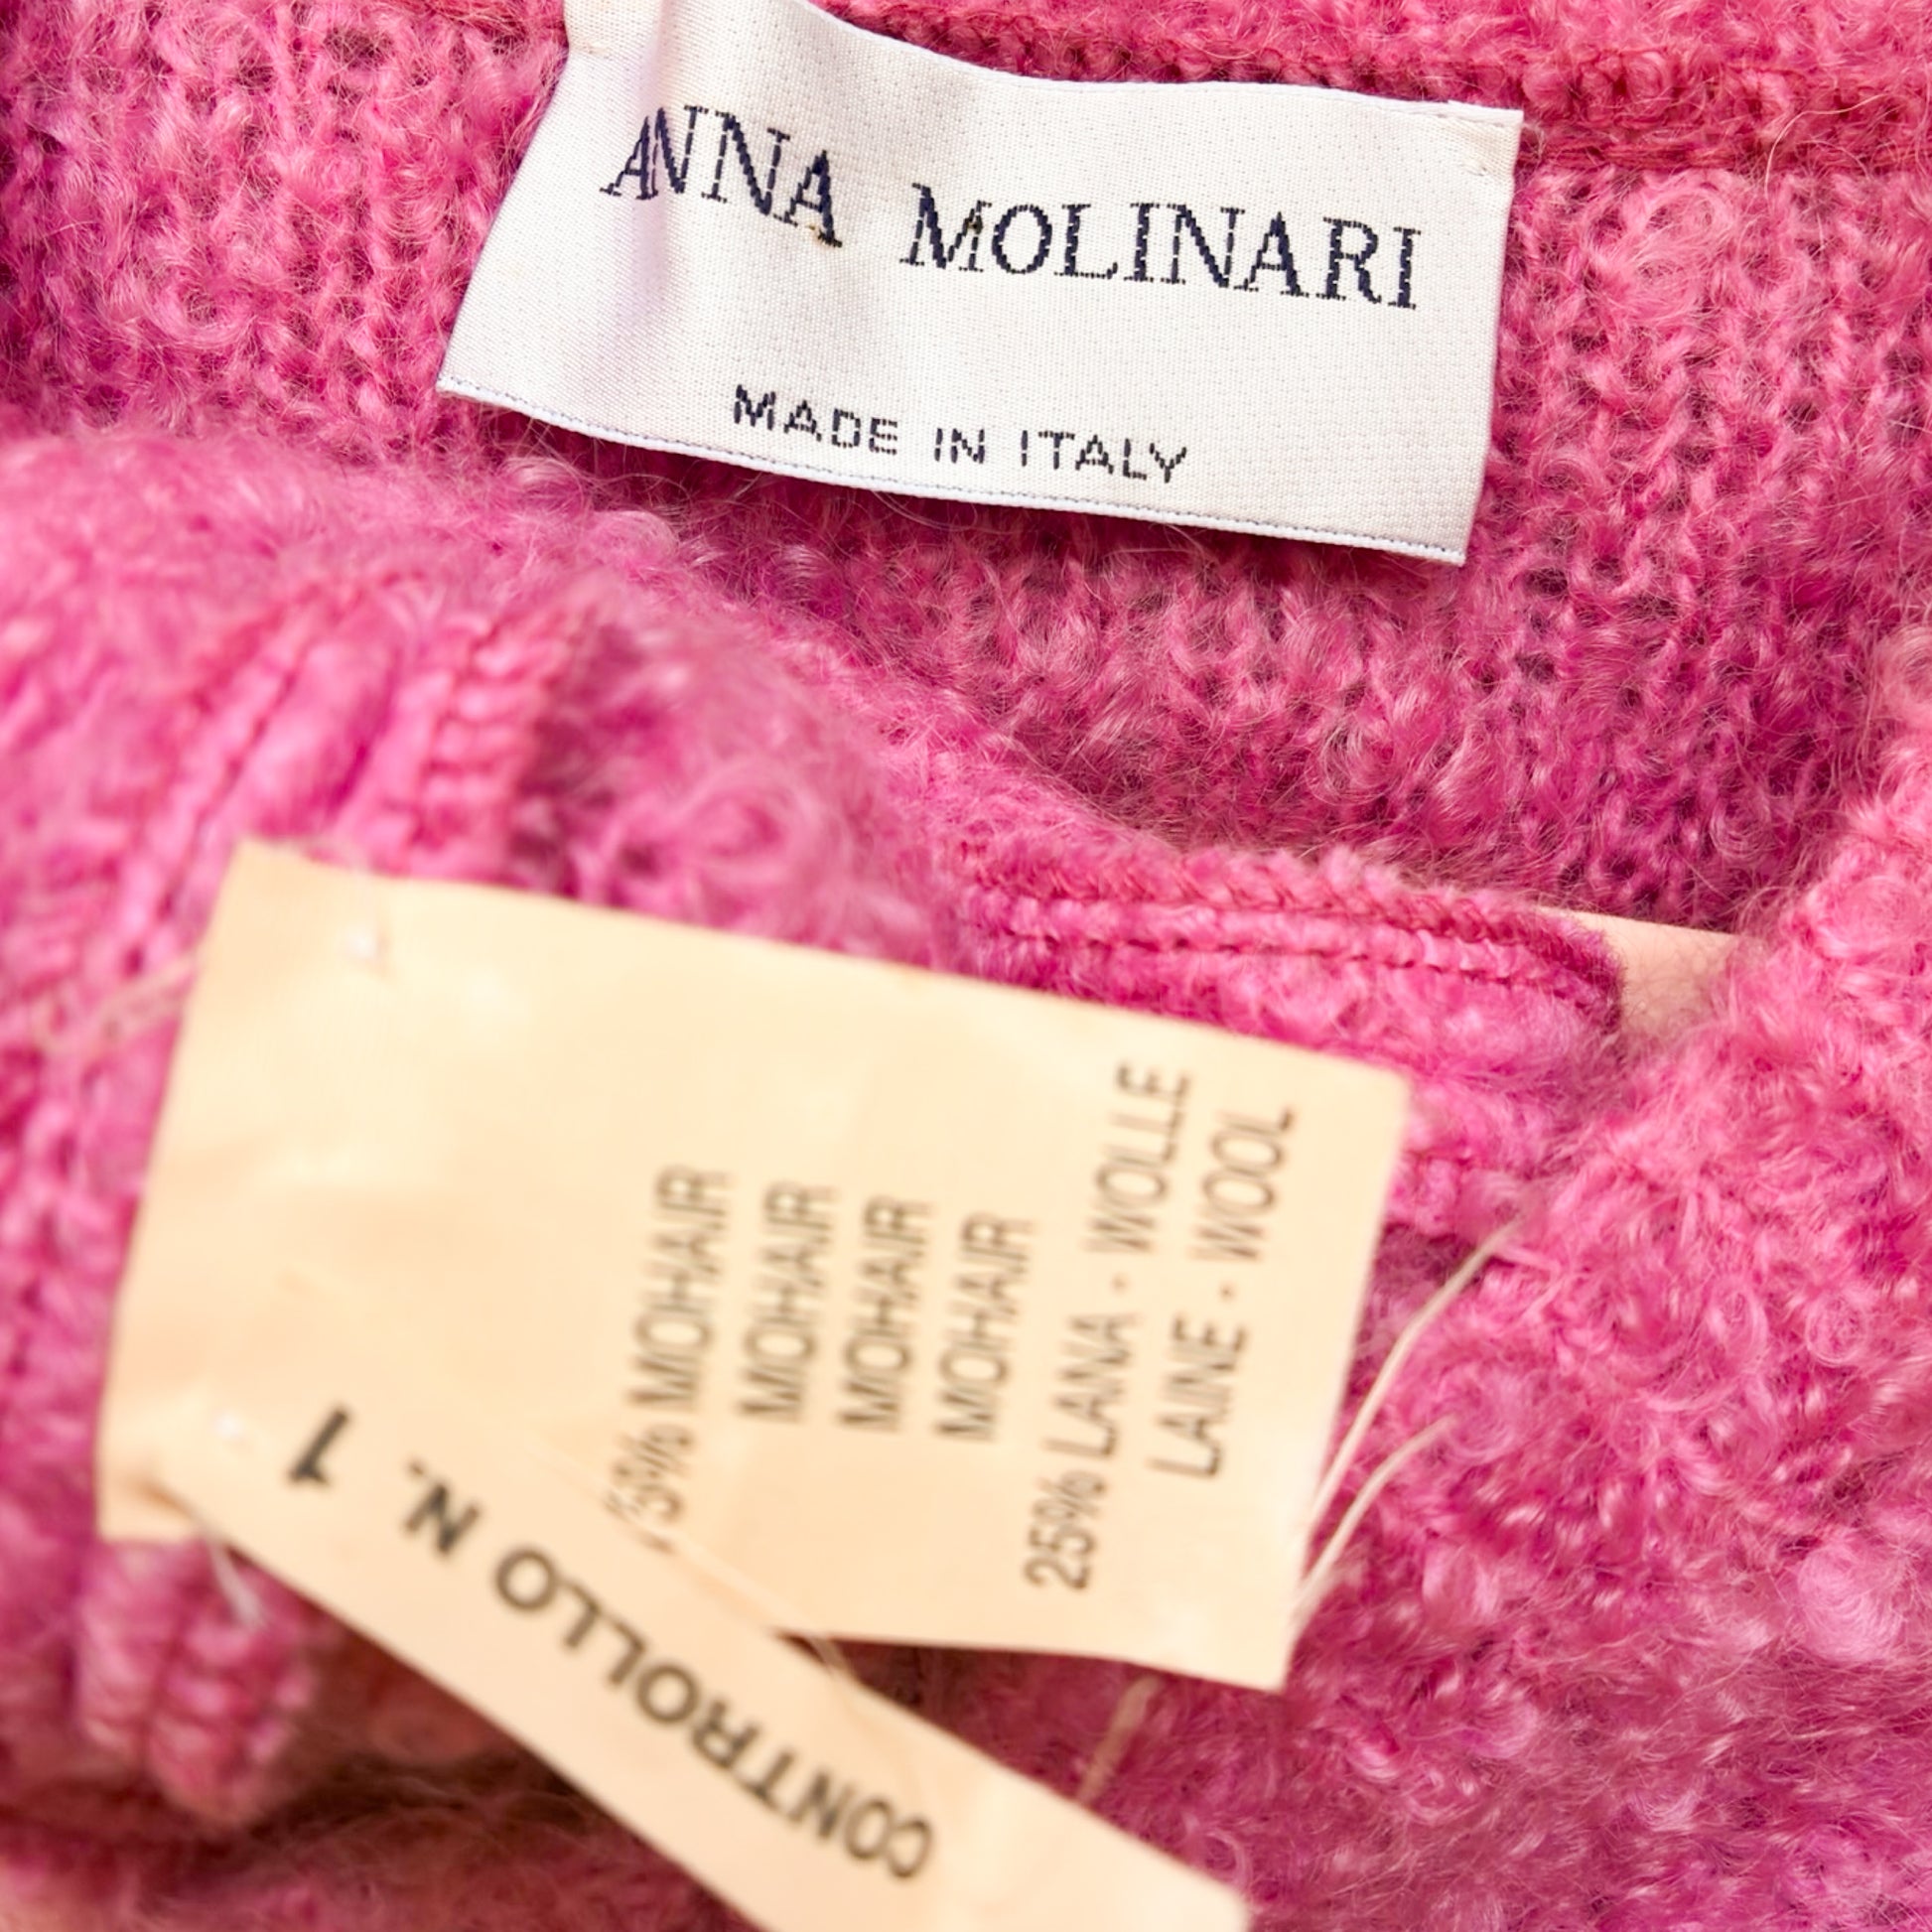 ANNA MOLINARI
MADE IN ITALY
75% MOHAIR
MOHAIR
MOHAIR
MOHAIR
25% LANA - WOLLE
LAINE - WOOL
CONTROLLO N. 1